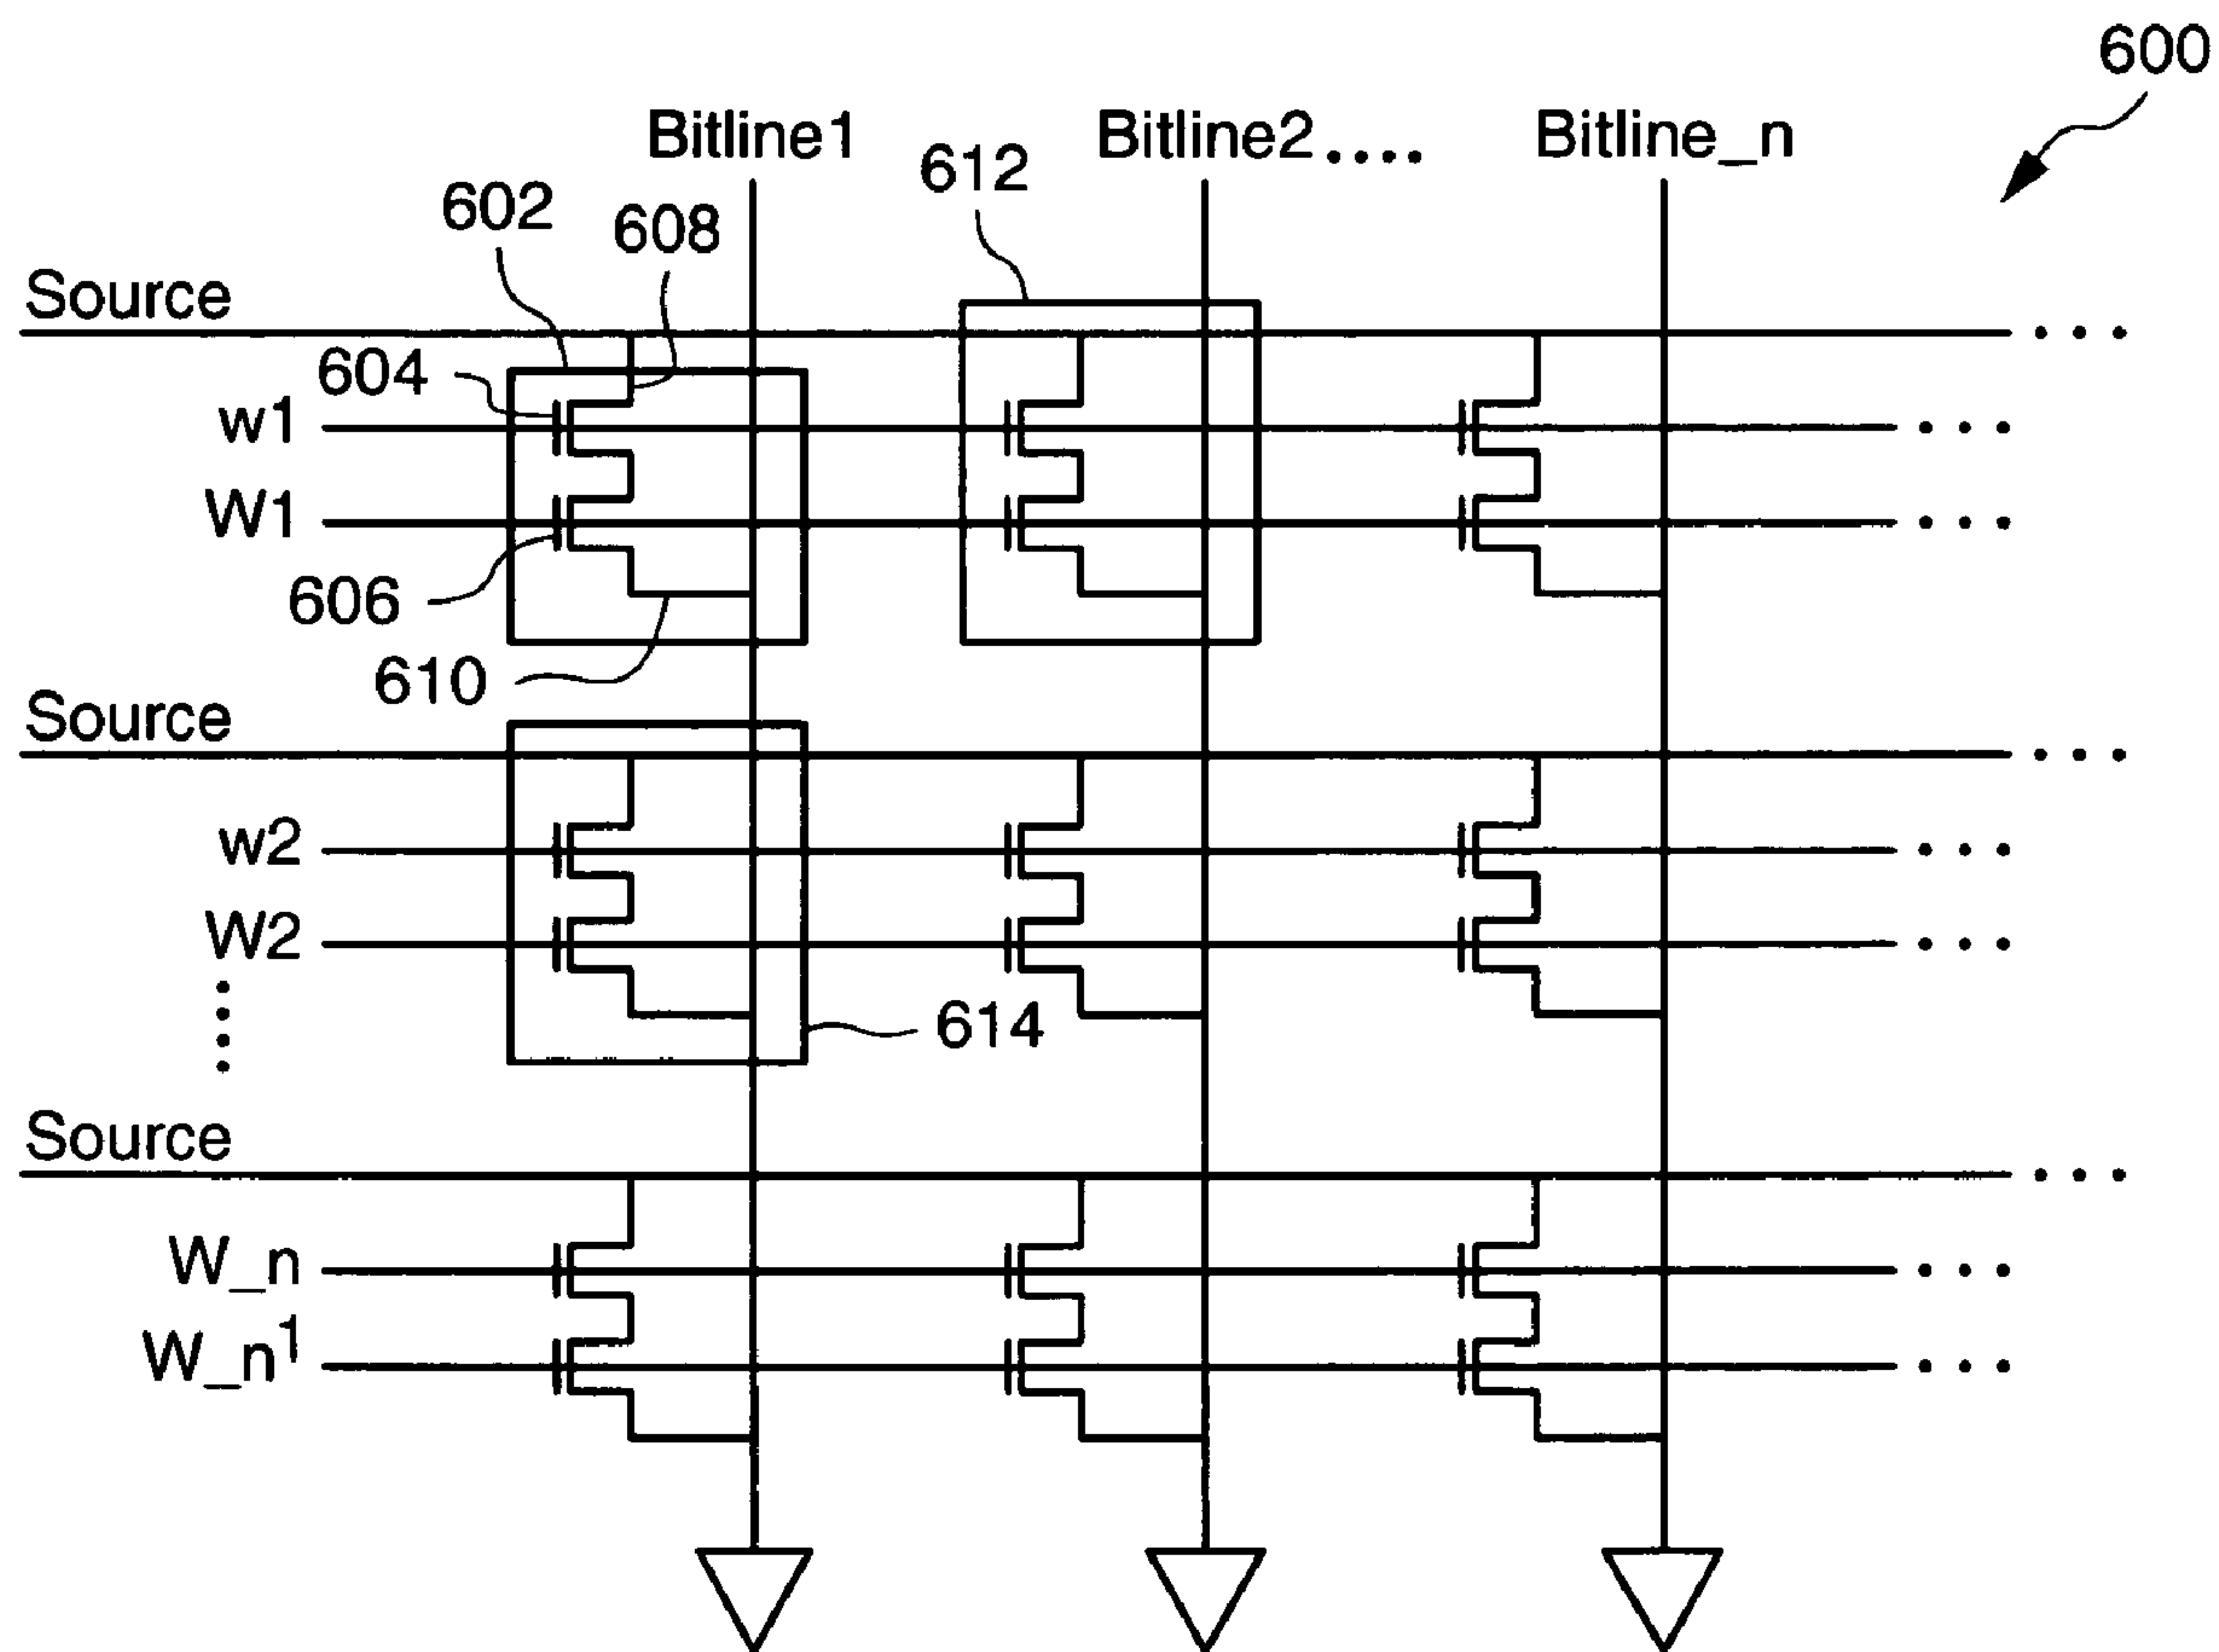 600
Bitline1 Bitline2.... Bitline_n
612
602
608
Source
604
w1
W1
606
610
Source
w2
W2
614
Source
W_n
W_n¹